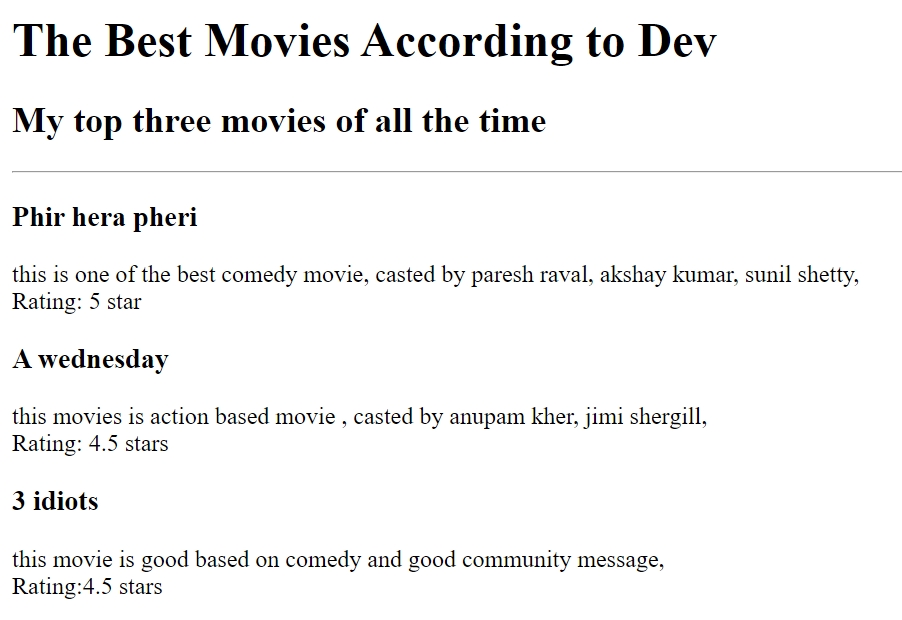 The Best Movies According to Dev
My top three movies of all the time
Phir hera pheri
this is one of the best comedy movie, casted by paresh raval, akshay kumar, sunil shetty,
Rating: 5 star
A wednesday
this movies is action based movie , casted by anupam kher, jimi shergill,
Rating: 4.5 stars
3 idiots
this movie is good based on comedy and good community message,
Rating:4.5 stars